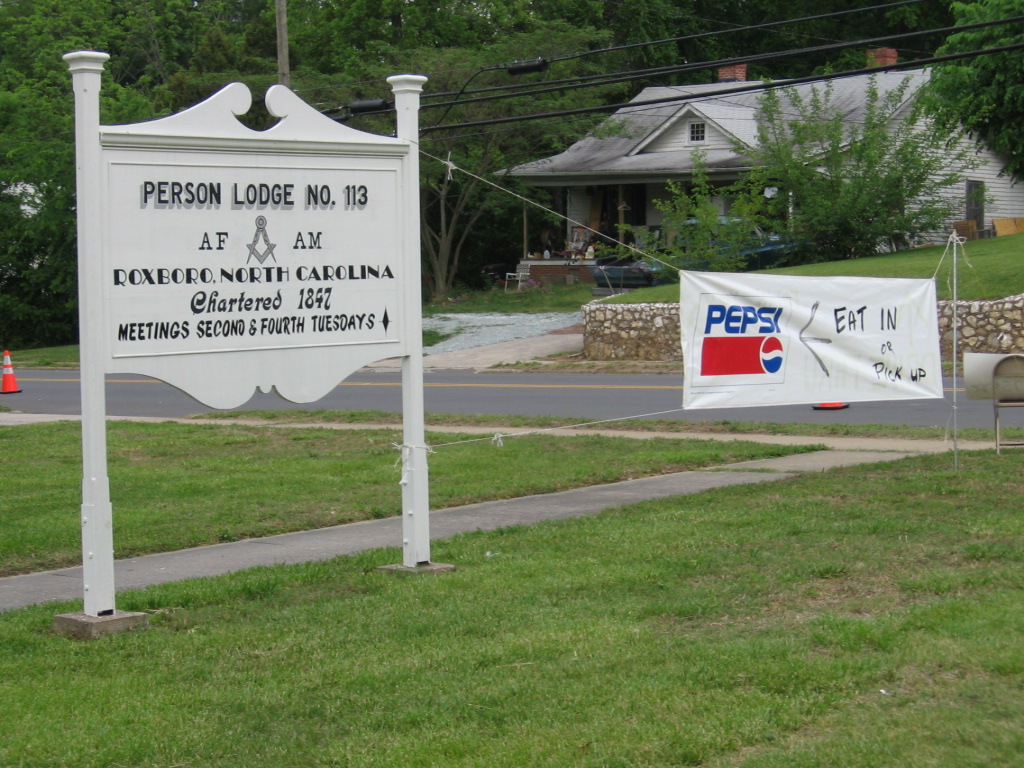 PERSON LODGE NO. 113
AF AM
ROXBORO, NORTH CAROLINA
Chartered 1847
MEETINGS SECOND & FOURTH TUESDAYS
PEPSI
EAT IN
OR
PICK UP